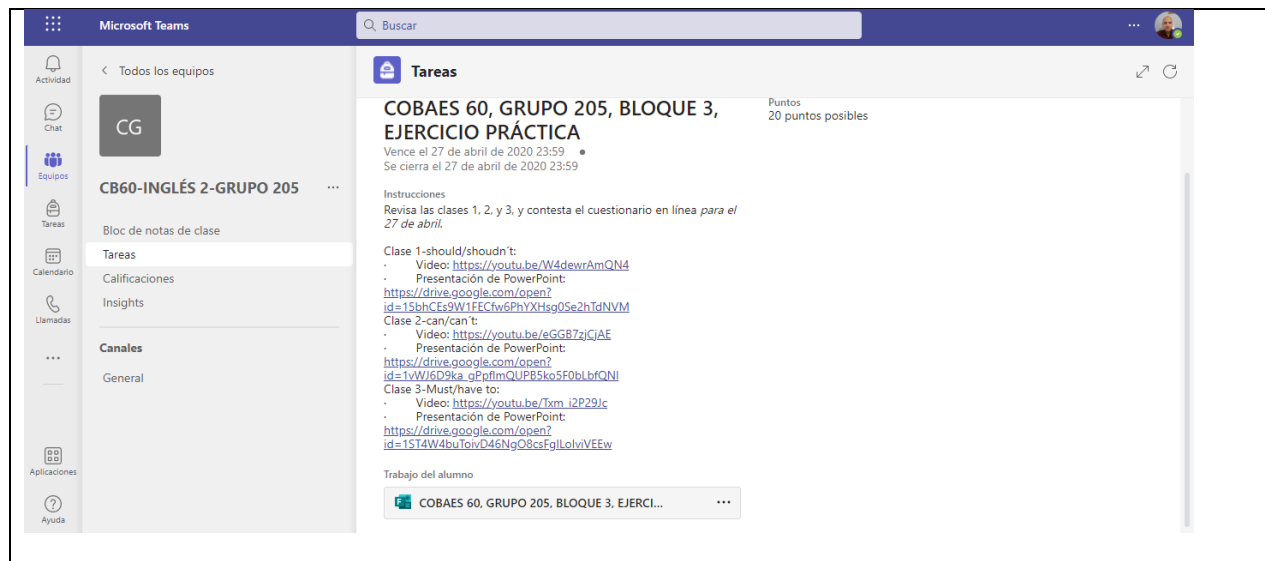 Microsoft Teams
Buscar
Actividad
Chat
Equipos
Tareas
Calendario
Llamadas
Aplicaciones
Ayuda
Todos los equipos
CG
CB60-INGLÉS 2-GRUPO 205
Bloc de notas de clase
Tareas
Calificaciones
Insights
Canales
General
Tareas
COBAES 60, GRUPO 205, BLOQUE 3,
EJERCICIO PRÁCTICA
Vence el 27 de abril de 2020 23:59
Se cierra el 27 de abril de 2020 23:59
Puntos
20 puntos posibles
Instrucciones
Revisa las clases 1, 2, y 3, y contesta el cuestionario en línea para el
27 de abril.
Clase 1-should/shoudn´t:
· Video: https://youtu.be/W4dewrAmQN4
· Presentación de PowerPoint:
https://drive.google.com/open?
id=15bhCEs9W1FECfw6PhYXHsg0Se2hTdNVM
Clase 2-can/can´t:
· Video: https://youtu.be/eGGB7zjCjAE
· Presentación de PowerPoint:
https://drive.google.com/open?
id=1vWJ6D9ka_gPpflmQUPB5ko5F0bLbfQNI
Clase 3-Must/have to:
· Video: https://youtu.be/Txm_i2P29Jc
· Presentación de PowerPoint:
https://drive.google.com/open?
id=1ST4W4buToivD46NgO8csFgILolviVEEw
Trabajo del alumno
COBAES 60, GRUPO 205, BLOQUE 3, EJERCI...